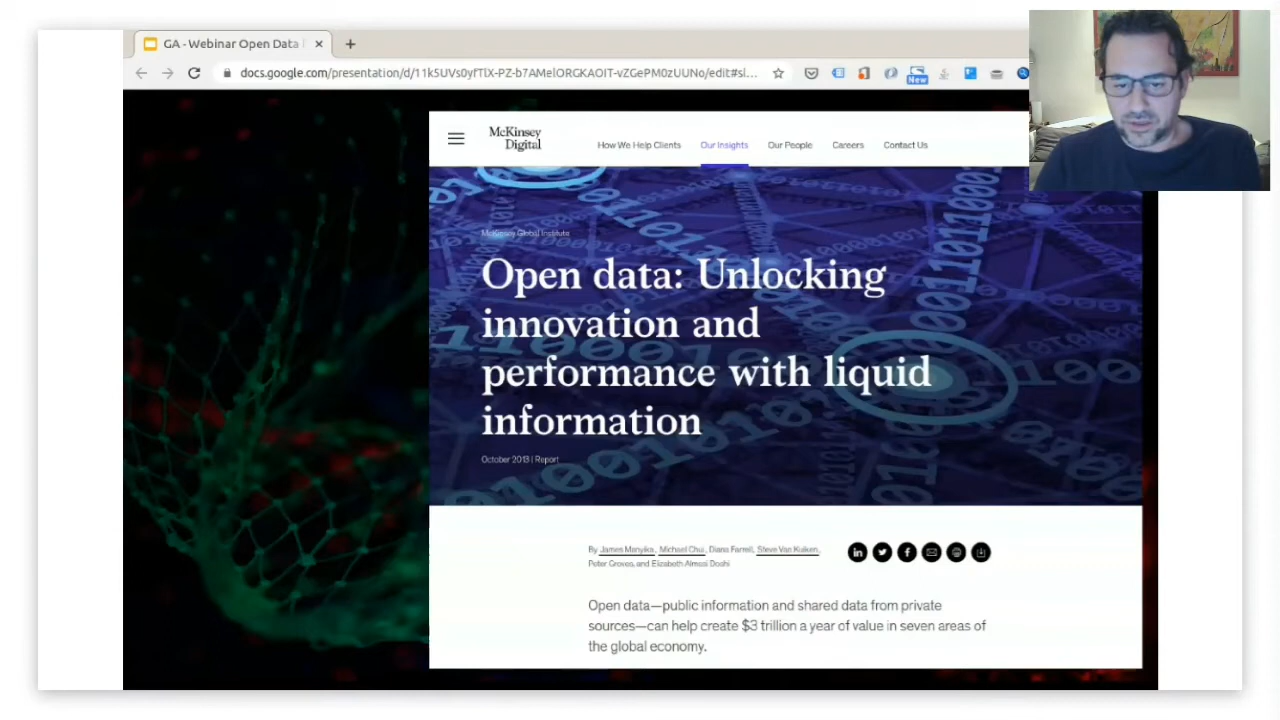 GA - Webinar Open Data
docs.google.com/presentation/d/11k5UVs0yfTlX-PZ-b7AMelORGKAOIT-vZGePM0zUUNo/edit#sl...
New
McKinsey
Digital
How We Help Clients Our Insights Our People Careers Contact Us
McKinsey Global Institute
Open data: Unlocking
innovation and
performance with liquid
information
October 2013 | Report
By James Manyika, Michael Chui, Diana Farrell, Steve Van Kuiken,
Peter Groves, and Elizabeth Almasi Doshi
Open data—public information and shared data from private
sources—can help create $3 trillion a year of value in seven areas of
the global economy.